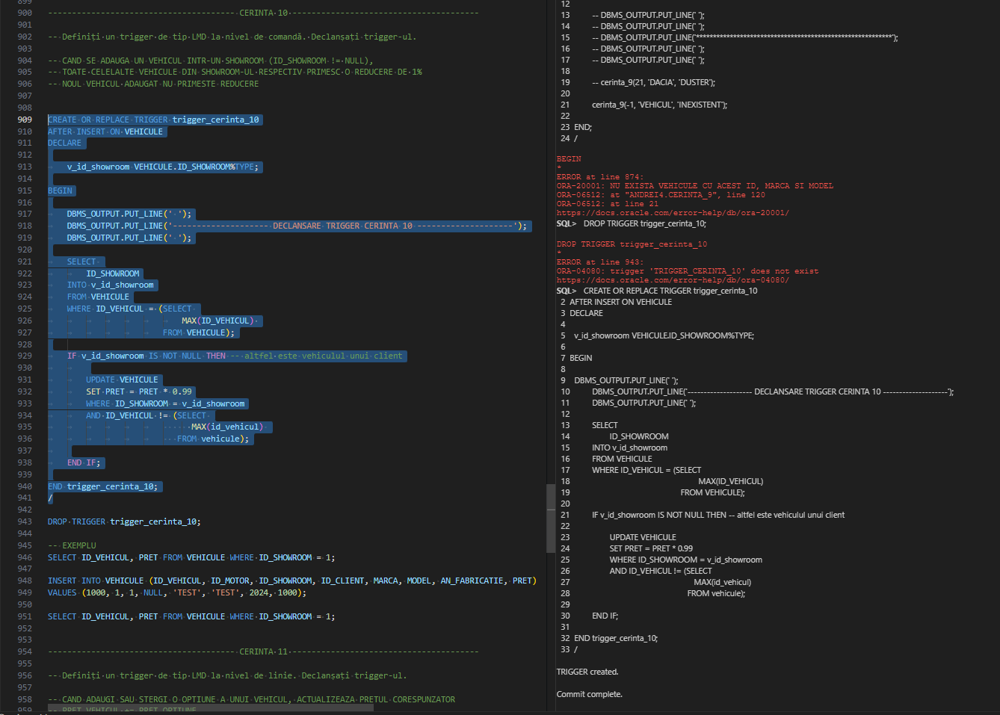 899
900 --------------------------------------- CERINTA 10 ---------------------------------------
901
902 -- Definiți un trigger de tip LMD la nivel de comandă. Declanșați trigger-ul.
903
904 -- CAND SE ADAUGA UN VEHICUL INTR-UN SHOWROOM (ID_SHOWROOM != NULL),
905 -- TOATE CELELALTE VEHICULE DIN SHOWROOM-UL RESPECTIV PRIMESC O REDUCERE DE 1%
906 -- NOUL VEHICUL ADAUGAT NU PRIMESTE REDUCERE
907
908
909 CREATE OR REPLACE TRIGGER trigger_cerinta_10
910 AFTER INSERT ON VEHICULE
911 DECLARE
912
913 v_id_showroom VEHICULE.ID_SHOWROOM%TYPE;
914
915 BEGIN
916
917 DBMS_OUTPUT.PUT_LINE(' ');
918 DBMS_OUTPUT.PUT_LINE('-------------------- DECLANSARE TRIGGER CERINTA 10 --------------------');
919 DBMS_OUTPUT.PUT_LINE(' ');
920
921 SELECT
922 ID_SHOWROOM
923 INTO v_id_showroom
924 FROM VEHICULE
925 WHERE ID_VEHICUL = (SELECT
926 MAX(ID_VEHICUL)
927 FROM VEHICULE);
928
929 IF v_id_showroom IS NOT NULL THEN -- altfel este vehiculul unui client
930
931 UPDATE VEHICULE
932 SET PRET = PRET * 0.99
933 WHERE ID_SHOWROOM = v_id_showroom
934 AND ID_VEHICUL != (SELECT
935 MAX(id_vehicul)
936 FROM vehicule);
937
938 END IF;
939
940 END trigger_cerinta_10;
941 /
942
943 DROP TRIGGER trigger_cerinta_10;
944
945 -- EXEMPLU
946 SELECT ID_VEHICUL, PRET FROM VEHICULE WHERE ID_SHOWROOM = 1;
947
948 INSERT INTO VEHICULE (ID_VEHICUL, ID_MOTOR, ID_SHOWROOM, ID_CLIENT, MARCA, MODEL, AN_FABRICATIE, PRET)
949 VALUES (1000, 1, 1, NULL, 'TEST', 'TEST', 2024, 1000);
950
951 SELECT ID_VEHICUL, PRET FROM VEHICULE WHERE ID_SHOWROOM = 1;
952
953
954 --------------------------------------- CERINTA 11 ---------------------------------------
955
956 -- Definiți un trigger de tip LMD la nivel de linie. Declanșați trigger-ul.
957
958 -- CAND ADAUGI SAU STERGI O OPTIUNE A UNUI VEHICUL, ACTUALIZEAZA PRETUL CORESPUNZATOR
959 -- PRET_VEHICUL += PRET_OPTIUNE
12
13 -- DBMS_OUTPUT.PUT_LINE(' ');
14 -- DBMS_OUTPUT.PUT_LINE(' ');
15 -- DBMS_OUTPUT.PUT_LINE('**********************************************************');
16 -- DBMS_OUTPUT.PUT_LINE(' ');
17 -- DBMS_OUTPUT.PUT_LINE(' ');
18
19 -- cerinta_9(21, 'DACIA', 'DUSTER');
20
21 cerinta_9(-1, 'VEHICUL', 'INEXISTENT');
22
23 END;
24 /
BEGIN
*
ERROR at line 874:
ORA-20001: NU EXISTA VEHICULE CU ACEST ID, MARCA SI MODEL
ORA-06512: at "ANDREI4.CERINTA_9", line 120
ORA-06512: at line 21
https://docs.oracle.com/error-help/db/ora-20001/
SQL> DROP TRIGGER trigger_cerinta_10;
DROP TRIGGER trigger_cerinta_10
*
ERROR at line 943:
ORA-04080: trigger 'TRIGGER_CERINTA_10' does not exist
https://docs.oracle.com/error-help/db/ora-04080/
SQL> CREATE OR REPLACE TRIGGER trigger_cerinta_10
2 AFTER INSERT ON VEHICULE
3 DECLARE
4
5 v_id_showroom VEHICULE.ID_SHOWROOM%TYPE;
6
7 BEGIN
8
9 DBMS_OUTPUT.PUT_LINE(' ');
10 DBMS_OUTPUT.PUT_LINE('-------------------- DECLANSARE TRIGGER CERINTA 10 --------------------');
11 DBMS_OUTPUT.PUT_LINE(' ');
12
13 SELECT
14 ID_SHOWROOM
15 INTO v_id_showroom
16 FROM VEHICULE
17 WHERE ID_VEHICUL = (SELECT
18 MAX(ID_VEHICUL)
19 FROM VEHICULE);
20
21 IF v_id_showroom IS NOT NULL THEN -- altfel este vehiculul unui client
22
23 UPDATE VEHICULE
24 SET PRET = PRET * 0.99
25 WHERE ID_SHOWROOM = v_id_showroom
26 AND ID_VEHICUL != (SELECT
27 MAX(id_vehicul)
28 FROM vehicule);
29
30 END IF;
31
32 END trigger_cerinta_10;
33 /
TRIGGER created.
Commit complete.